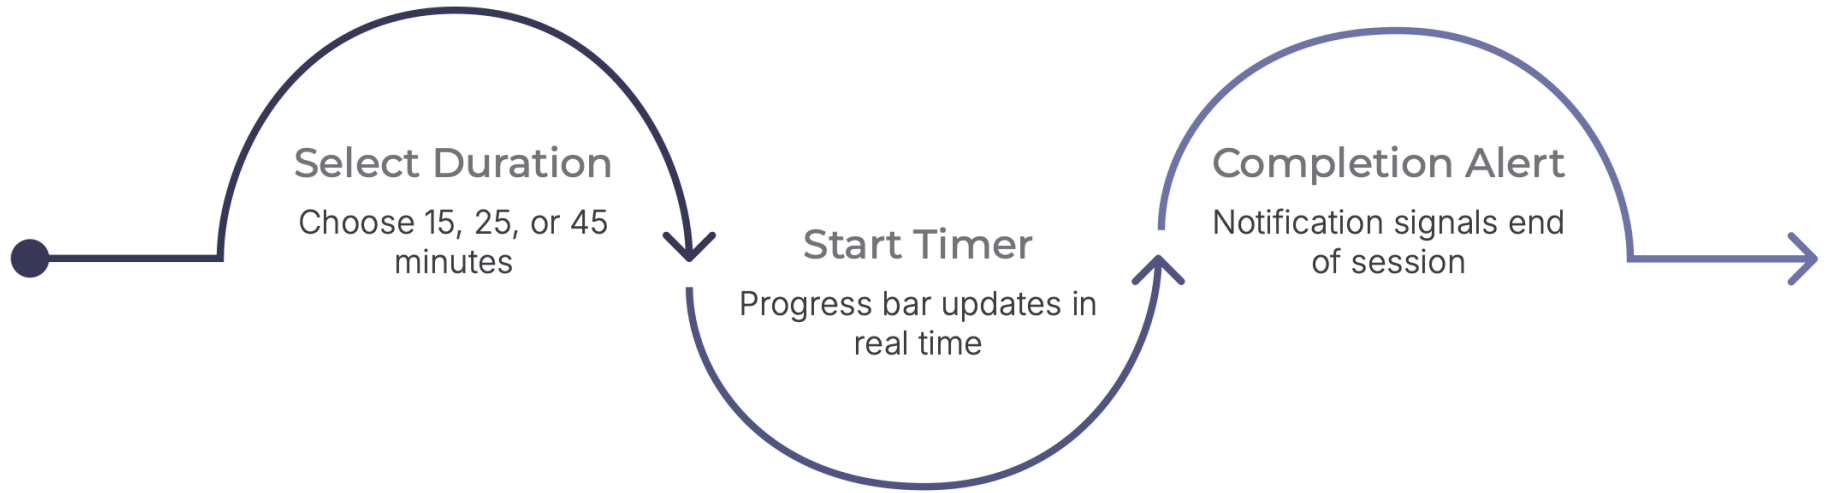 Select Duration
Choose 15, 25, or 45
minutes
Start Timer
Progress bar updates in
real time
Completion Alert
Notification signals end
of session